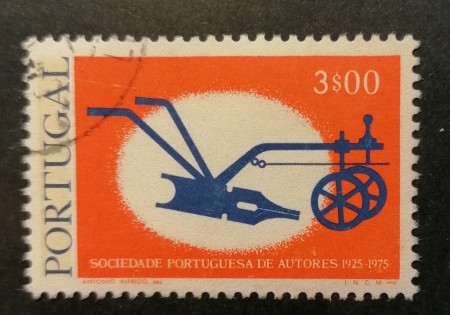 PORTUGAL
3$00
SOCIEDADE PORTUGUESA DE AUTORES 1925-1975
I.N.C.M.